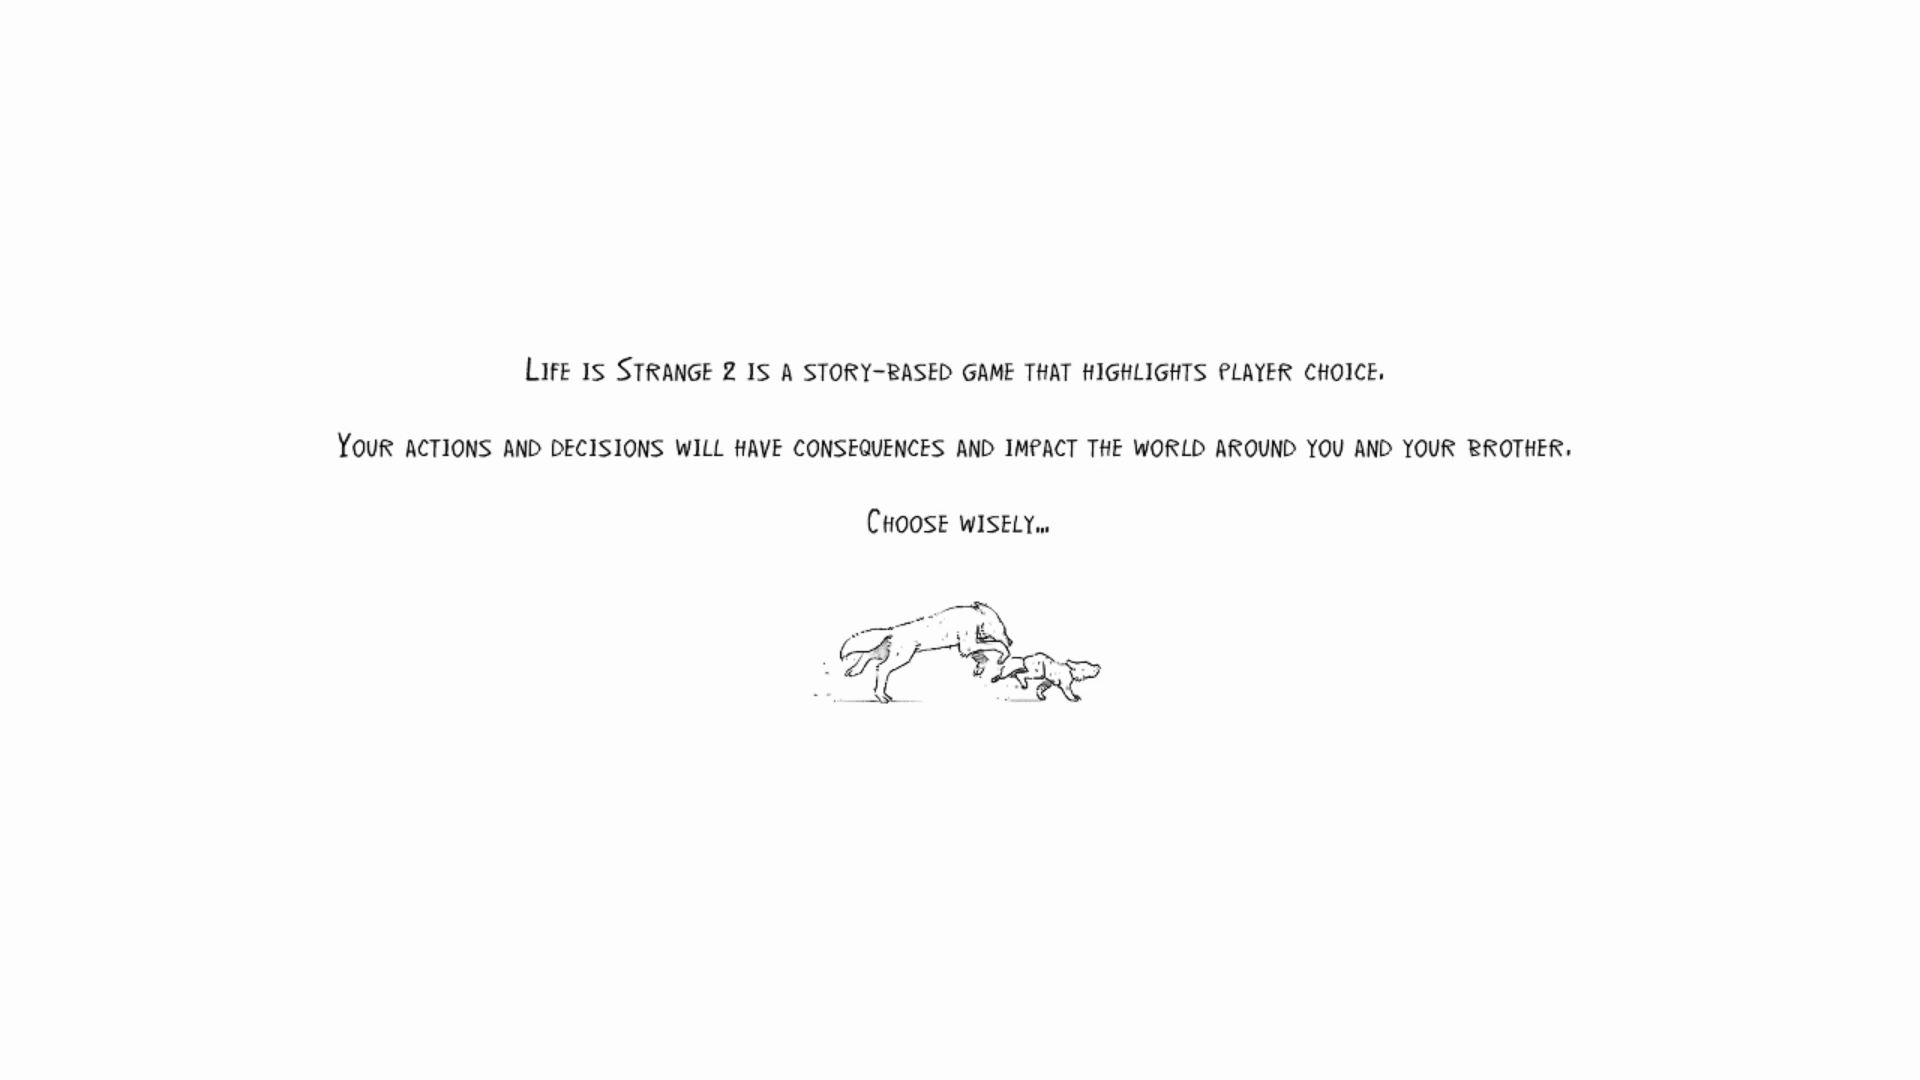 Life is Strange 2 is a story-based game that highlights player choice.
Your actions and decisions will have consequences and impact the world around you and your brother.
Choose wisely...